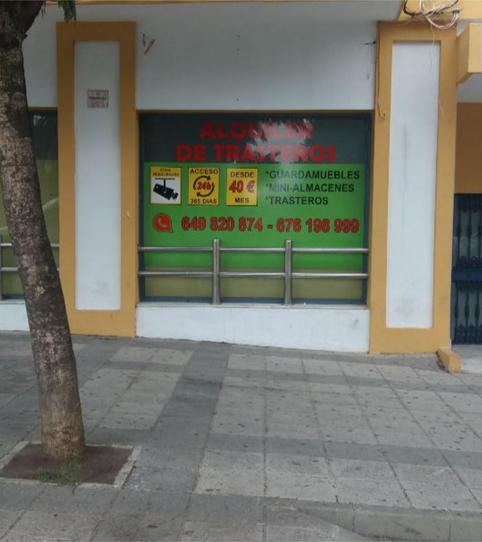 ALQUILER
DE TRASTEROS
ACCESO
24h
365 DIAS
DESDE
40 €
MES
*GUARDAMUEBLES
*MINI-ALMACENES
*TRASTEROS
649 820 874 - 676 198 999